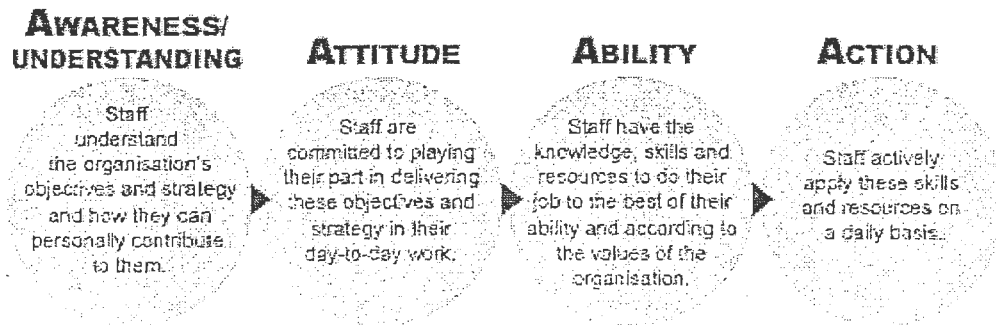 AWARENESS/
UNDERSTANDING
Staff
understand
the organisation's
objectives and strategy
and how they can
personally contribute
to them.
ATTITUDE
Staff are
committed to playing
their part in delivering
these objectives and
strategy in their
day-to-day work.
ABILITY
Staff have the
knowledge, skills and
resources to do their
job to the best of their
ability and according to
the values of the
organisation.
ACTION
Staff actively
apply these skills
and resources on
a daily basis.